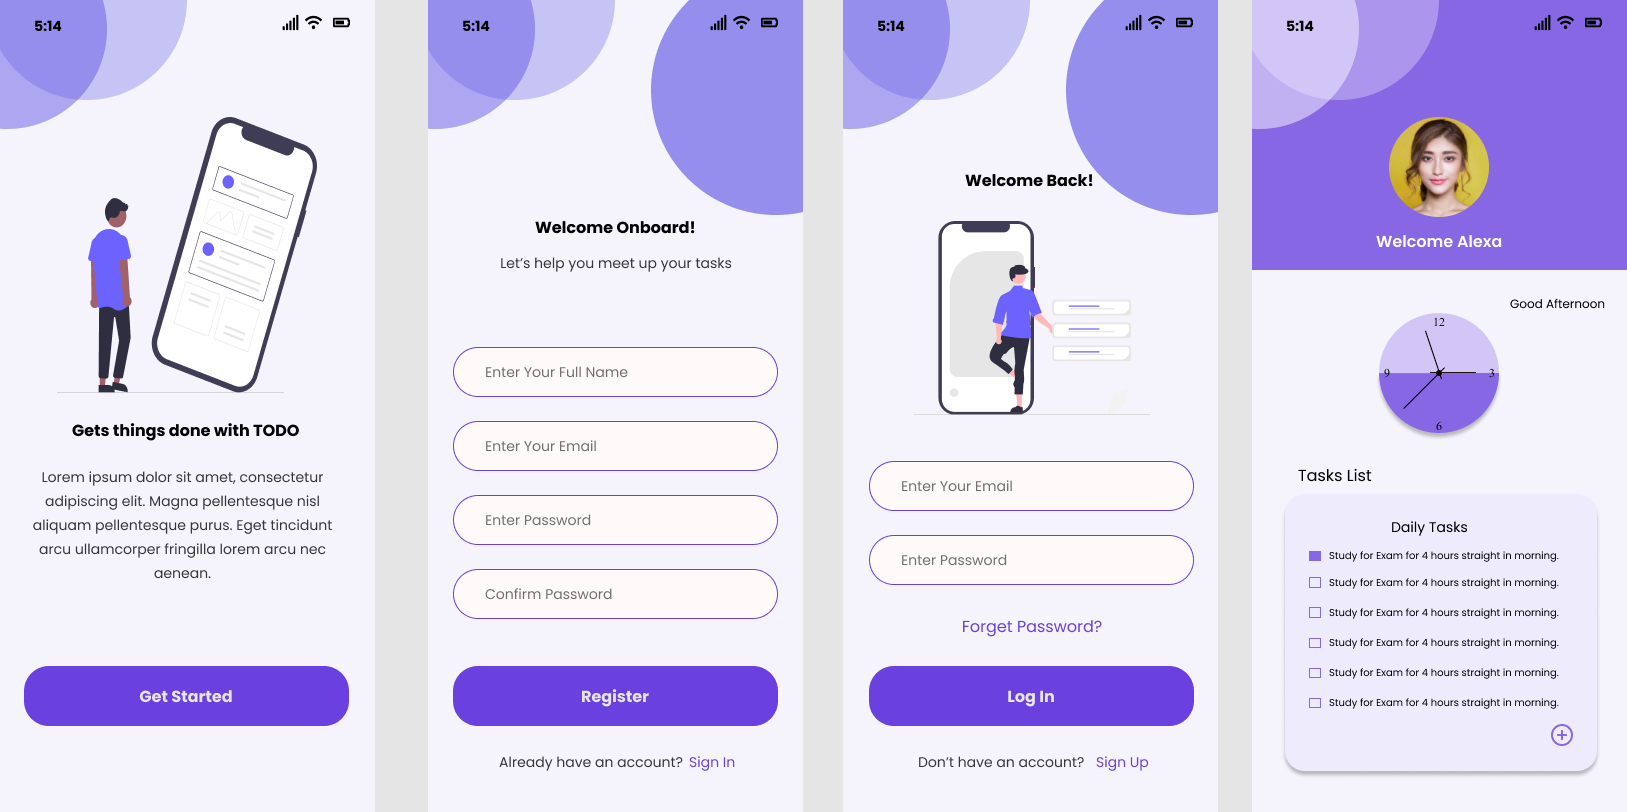 5:14
Gets things done with TODO
Lorem ipsum dolor sit amet, consectetur
adipiscing elit. Magna pellentesque nisl
aliquam pellentesque purus. Eget tincidunt
arcu ullamcorper fringilla lorem arcu nec
aenean.
Get Started
5:14
Welcome Onboard!
Let’s help you meet up your tasks
Enter Your Full Name
Enter Your Email
Enter Password
Confirm Password
Register
Already have an account? Sign In
5:14
Welcome Back!
Enter Your Email
Enter Password
Forget Password?
Log In
Don’t have an account? Sign Up
5:14
Welcome Alexa
Good Afternoon
12
9
3
6
Tasks List
Daily Tasks
Study for Exam for 4 hours straight in morning.
Study for Exam for 4 hours straight in morning.
Study for Exam for 4 hours straight in morning.
Study for Exam for 4 hours straight in morning.
Study for Exam for 4 hours straight in morning.
Study for Exam for 4 hours straight in morning.